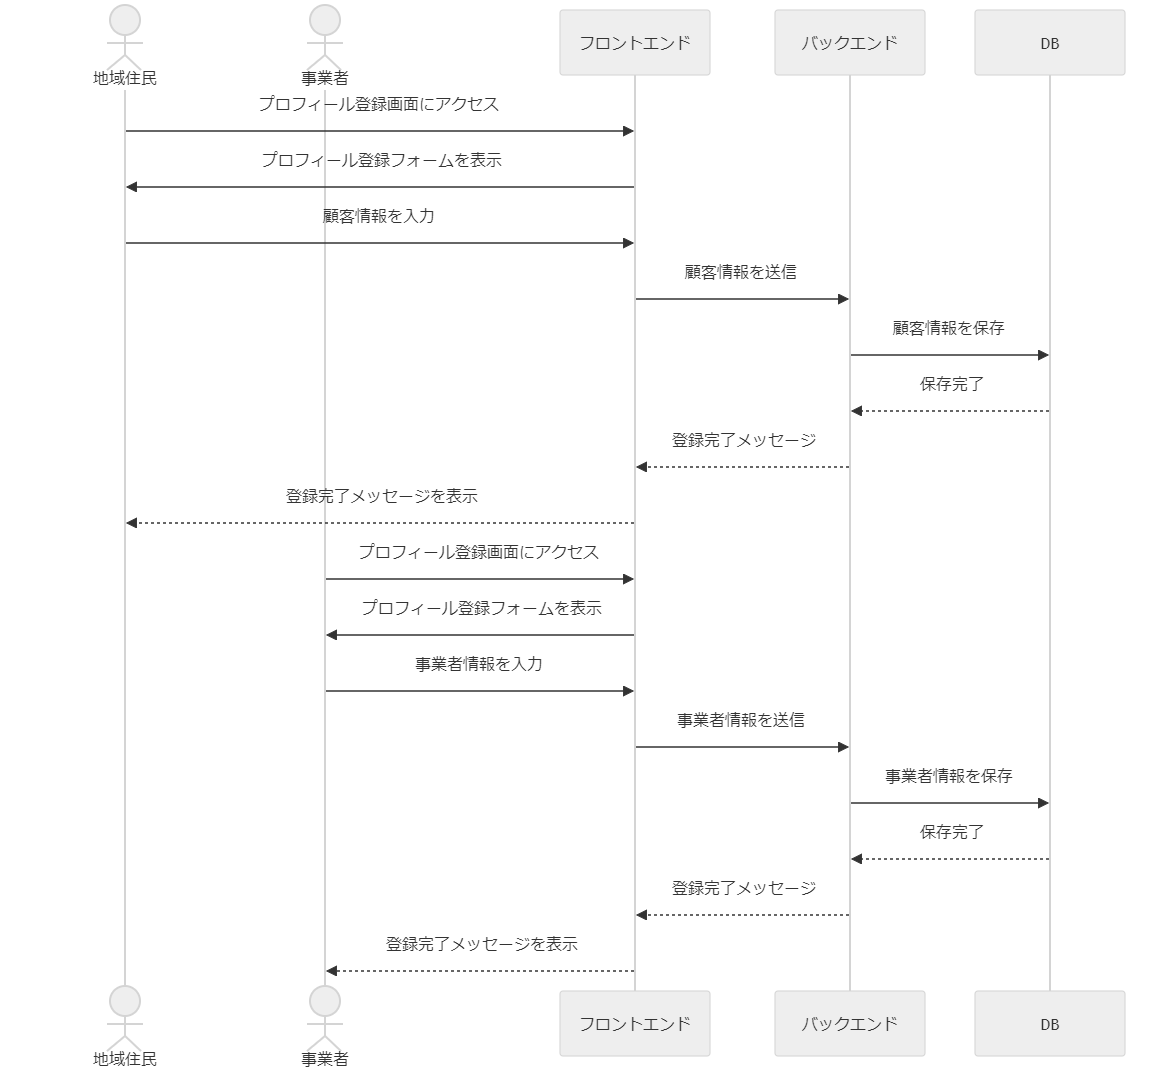 地域住民
事業者
フロントエンド
バックエンド
DB
プロフィール登録画面にアクセス
プロフィール登録フォームを表示
顧客情報を入力
顧客情報を送信
顧客情報を保存
保存完了
登録完了メッセージ
登録完了メッセージを表示
プロフィール登録画面にアクセス
プロフィール登録フォームを表示
事業者情報を入力
事業者情報を送信
事業者情報を保存
保存完了
登録完了メッセージ
登録完了メッセージを表示
地域住民
事業者
フロントエンド
バックエンド
DB